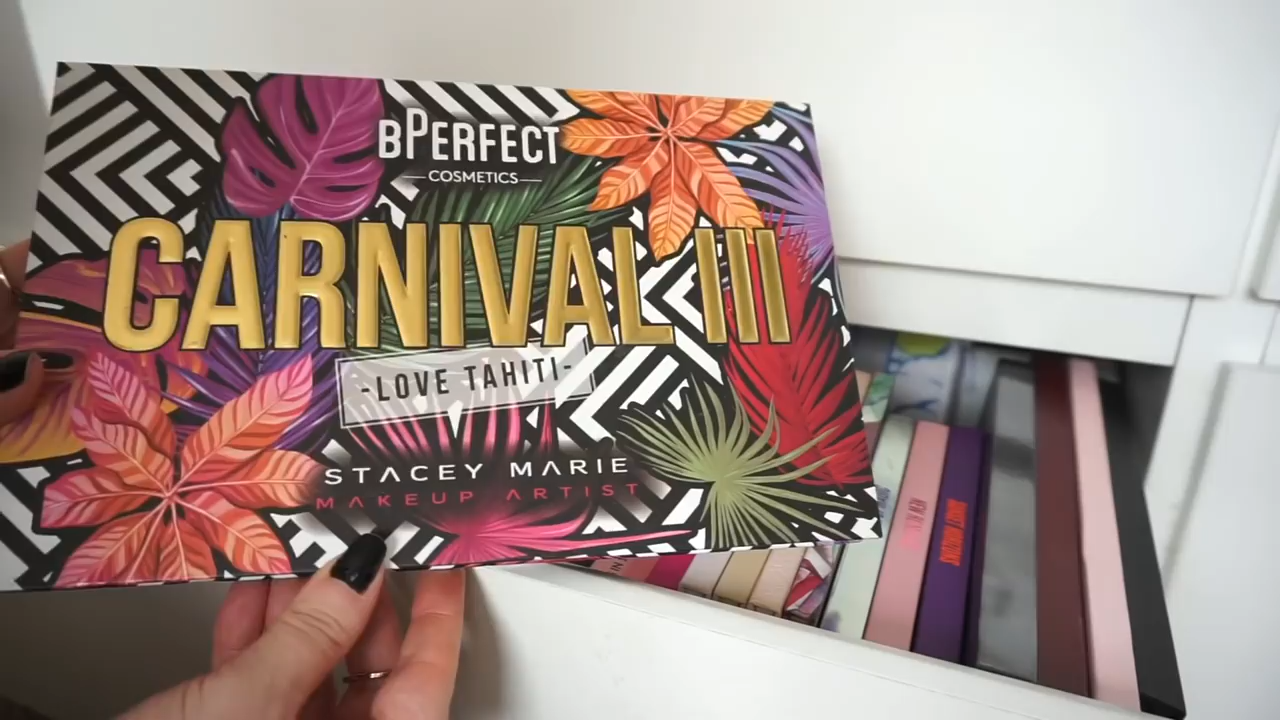 BPERFECT
COSMETICS
CARNIVAL III
-LOVE TAHITI-
STACEY MARIE
MAKEUP ARTIST